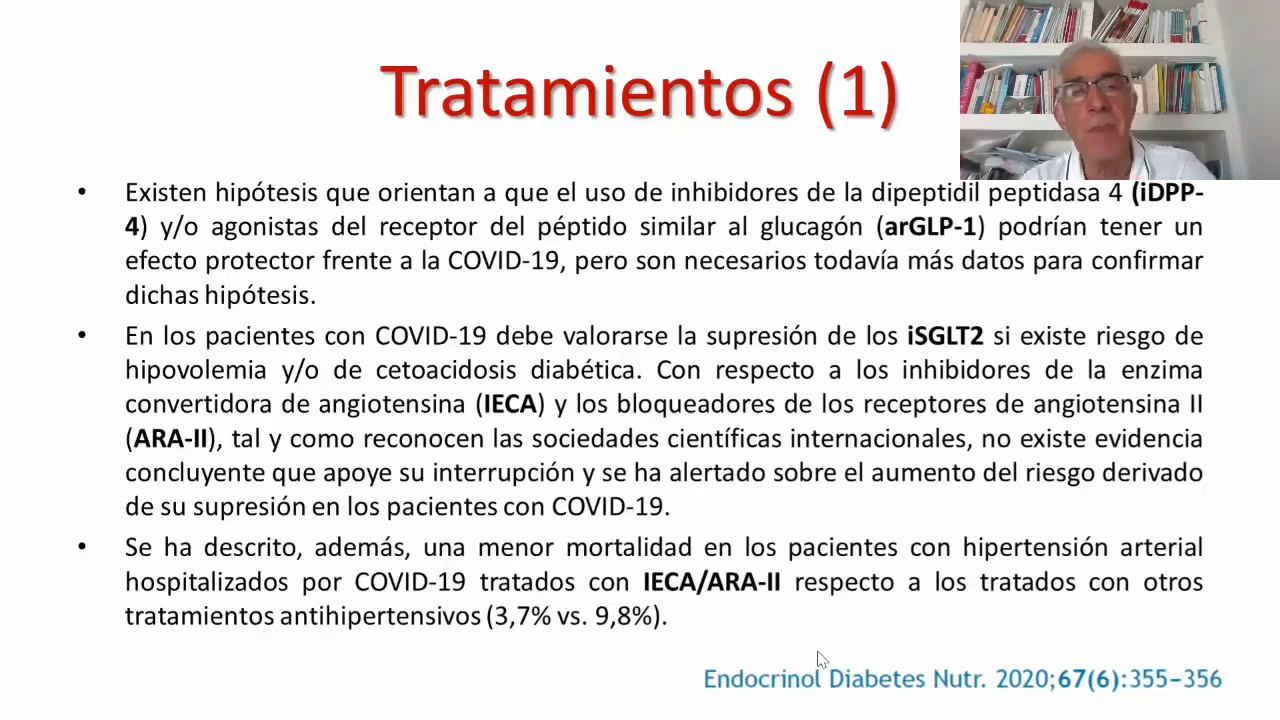 Tratamientos (1)
• Existen hipótesis que orientan a que el uso de inhibidores de la dipeptidil peptidasa 4 (iDPP-
4) y/o agonistas del receptor del péptido similar al glucagón (arGLP-1) podrían tener un
efecto protector frente a la COVID-19, pero son necesarios todavía más datos para confirmar
dichas hipótesis.
• En los pacientes con COVID-19 debe valorarse la supresión de los iSGLT2 si existe riesgo de
hipovolemia y/o de cetoacidosis diabética. Con respecto a los inhibidores de la enzima
convertidora de angiotensina (IECA) y los bloqueadores de los receptores de angiotensina II
(ARA-II), tal y como reconocen las sociedades científicas internacionales, no existe evidencia
concluyente que apoye su interrupción y se ha alertado sobre el aumento del riesgo derivado
de su supresión en los pacientes con COVID-19.
• Se ha descrito, además, una menor mortalidad en los pacientes con hipertensión arterial
hospitalizados por COVID-19 tratados con IECA/ARA-II respecto a los tratados con otros
tratamientos antihipertensivos (3,7% vs. 9,8%).
Endocrinol Diabetes Nutr. 2020;67(6):355-356